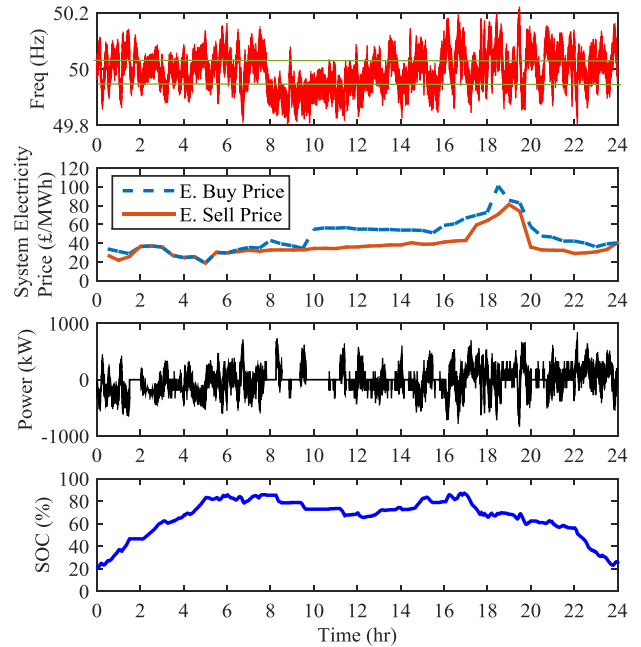 50.2
50
49.8
Freq (Hz)
0 2 4 6 8 10 12 14 16 18 20 22 24
120
100
80
60
40
20
0
System Electricity
Price (£/MWh)
E. Buy Price
E. Sell Price
0 2 4 6 8 10 12 14 16 18 20 22 24
1000
0
-1000
Power (kW)
0 2 4 6 8 10 12 14 16 18 20 22 24
100
80
60
40
20
0
SOC (%)
0 2 4 6 8 10 12 14 16 18 20 22 24
Time (hr)